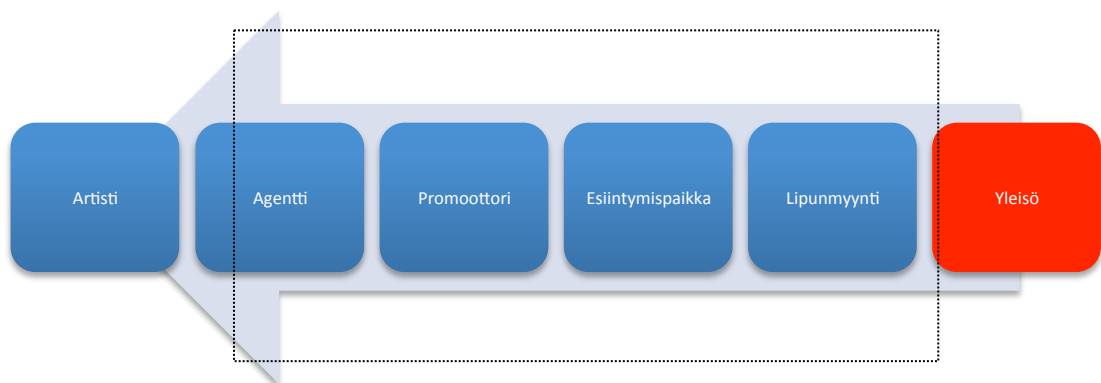 Artisti
Agentti
Promoottori
Esiintymispaikka
Lipunmyynti
Yleisö